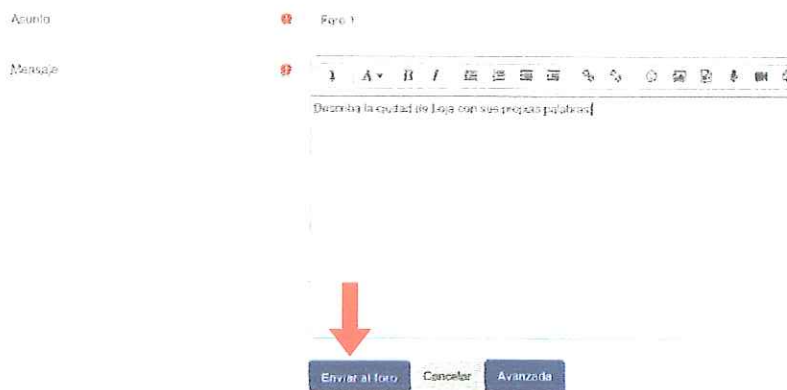 Asunto
Foro 1
Mensaje
A B I
Describa la ciudad de Loja con sus propias palabras
Enviar al foro Cancelar Avanzada